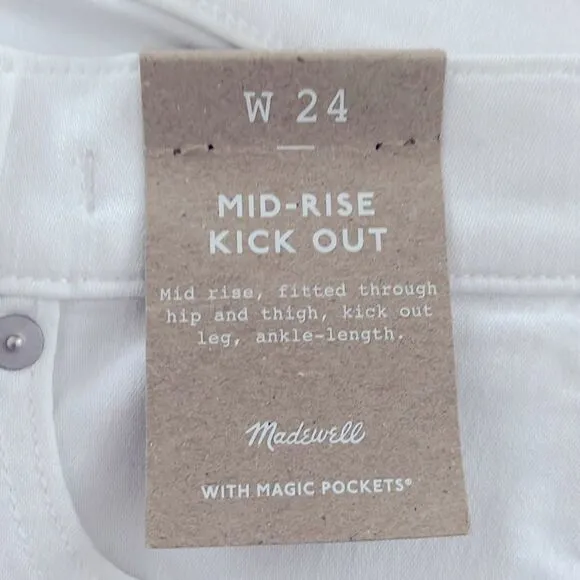 W 24
MID-RISE
KICK OUT
Mid rise, fitted through
hip and thigh, kick out
leg, ankle-length.
Madewell
WITH MAGIC POCKETS®